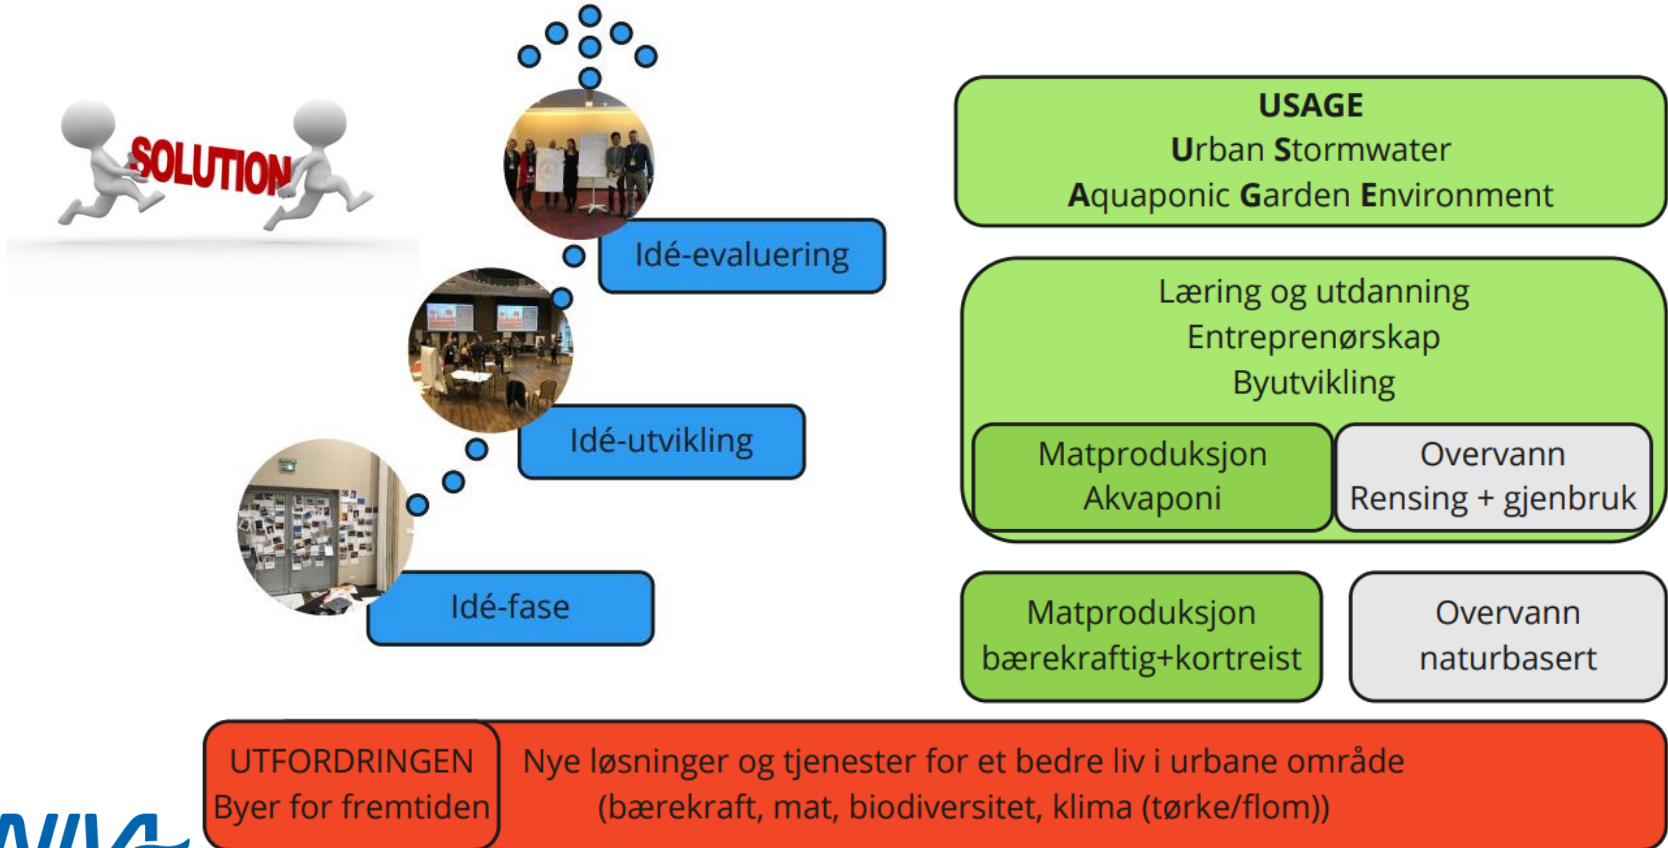 SOLUTION
USAGE
Urban Stormwater
Aquaponic Garden Environment
Idé-evaluering
Læring og utdanning
Entreprenørskap
Byutvikling
Idé-utvikling
Matproduksjon
Akvaponi
Overvann
Rensing + gjenbruk
Idé-fase
Matproduksjon
bærekraftig+kortreist
Overvann
naturbasert
UTFORDRINGEN
Byer for fremtiden
Nye løsninger og tjenester for et bedre liv i urbane område
(bærekraft, mat, biodiversitet, klima (tørke/flom))
NIVA